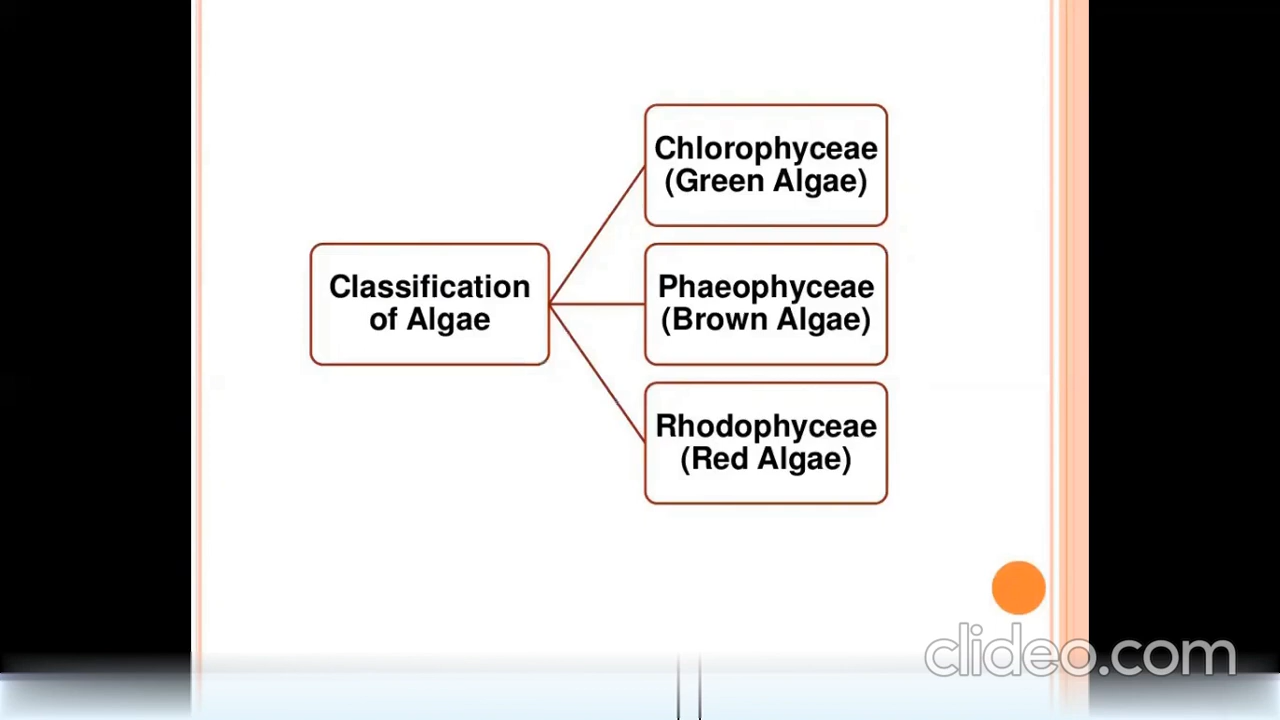 Classification
of Algae
Chlorophyceae
(Green Algae)
Phaeophyceae
(Brown Algae)
Rhodophyceae
(Red Algae)
clideo.com